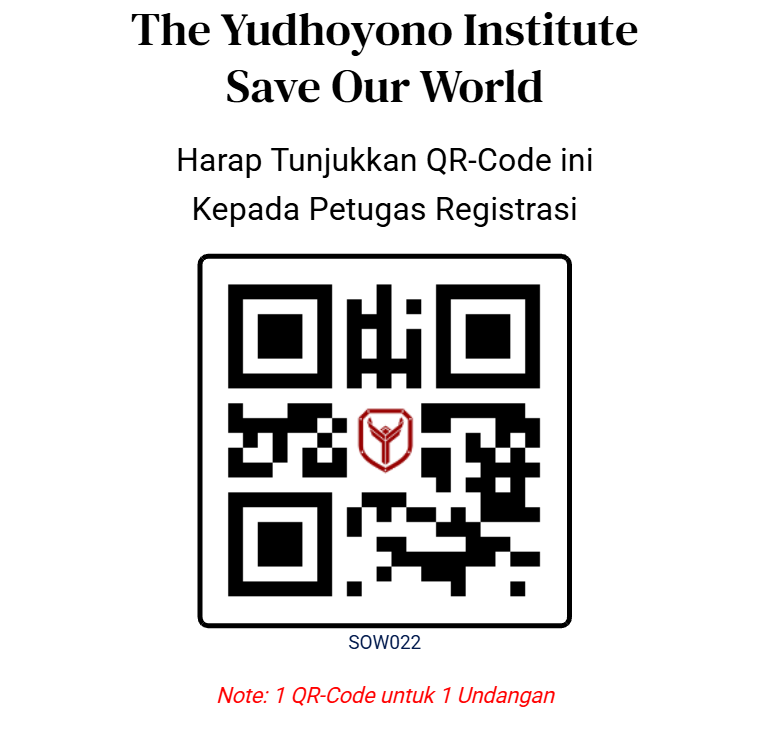 The Yudhoyono Institute
Save Our World
Harap Tunjukkan QR-Code ini
Kepada Petugas Registrasi
SOW022
Note: 1 QR-Code untuk 1 Undangan